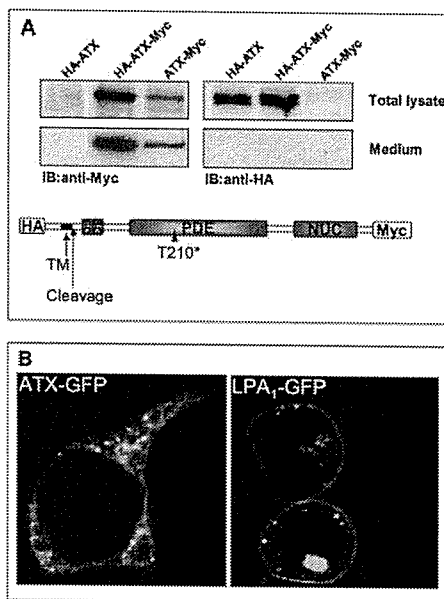 A
HA-ATX
HA-ATX-Myc
ATX-Myc
HA-ATX
HA-ATX-Myc
ATX-Myc
Total lysate
Medium
IB:anti-Myc
IB:anti-HA
HA
PDE
NUC
Myc
T210*
TM
Cleavage
B
ATX-GFP
LPA₁-GFP